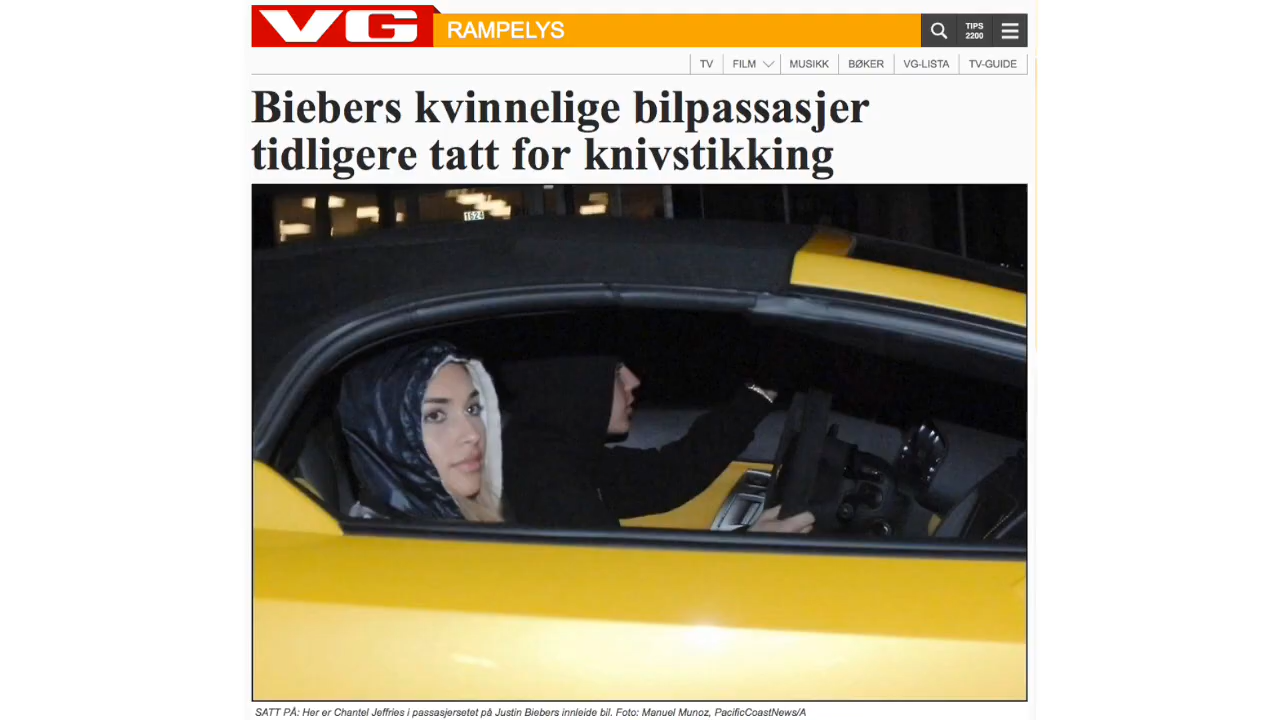 VG RAMPELYS TIPS
2200
TV FILM MUSIKK BØKER VG-LISTA TV-GUIDE
Biebers kvinnelige bilpassasjer
tidligere tatt for knivstikking
1624
SATT PÅ: Her er Chantel Jeffries i passasjersetet på Justin Biebers innleide bil. Foto: Manuel Munoz, PacificCoastNews/A